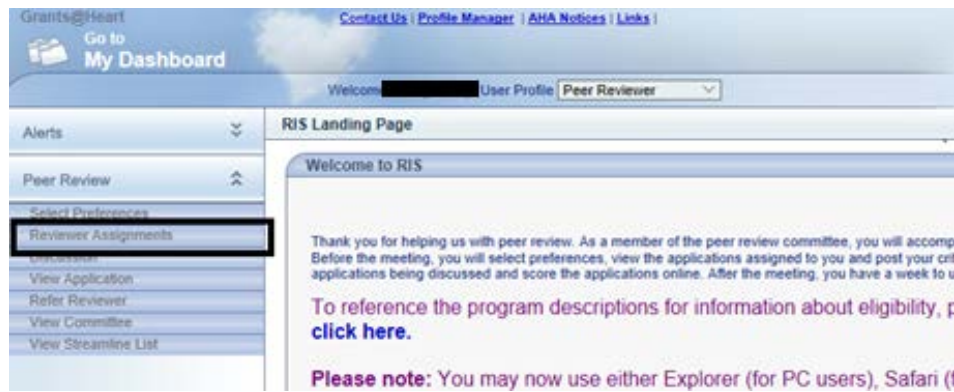 Grants@Heart
Contact Us | Profile Manager | AHA Notices | Links |
Go to
My Dashboard
Welcome User Profile Peer Reviewer
Alerts
RIS Landing Page
Peer Review
Welcome to RIS
Select Preferences
Reviewer Assignments
Discussion
View Application
Refer Reviewer
View Committee
View Streamline List
Thank you for helping us with peer review. As a member of the peer review committee, you will accomp
Before the meeting, you will select preferences, view the applications assigned to you and post your crit
applications being discussed and score the applications online. After the meeting, you have a week to u
To reference the program descriptions for information about eligibility, p
click here.
Please note: You may now use either Explorer (for PC users), Safari (f